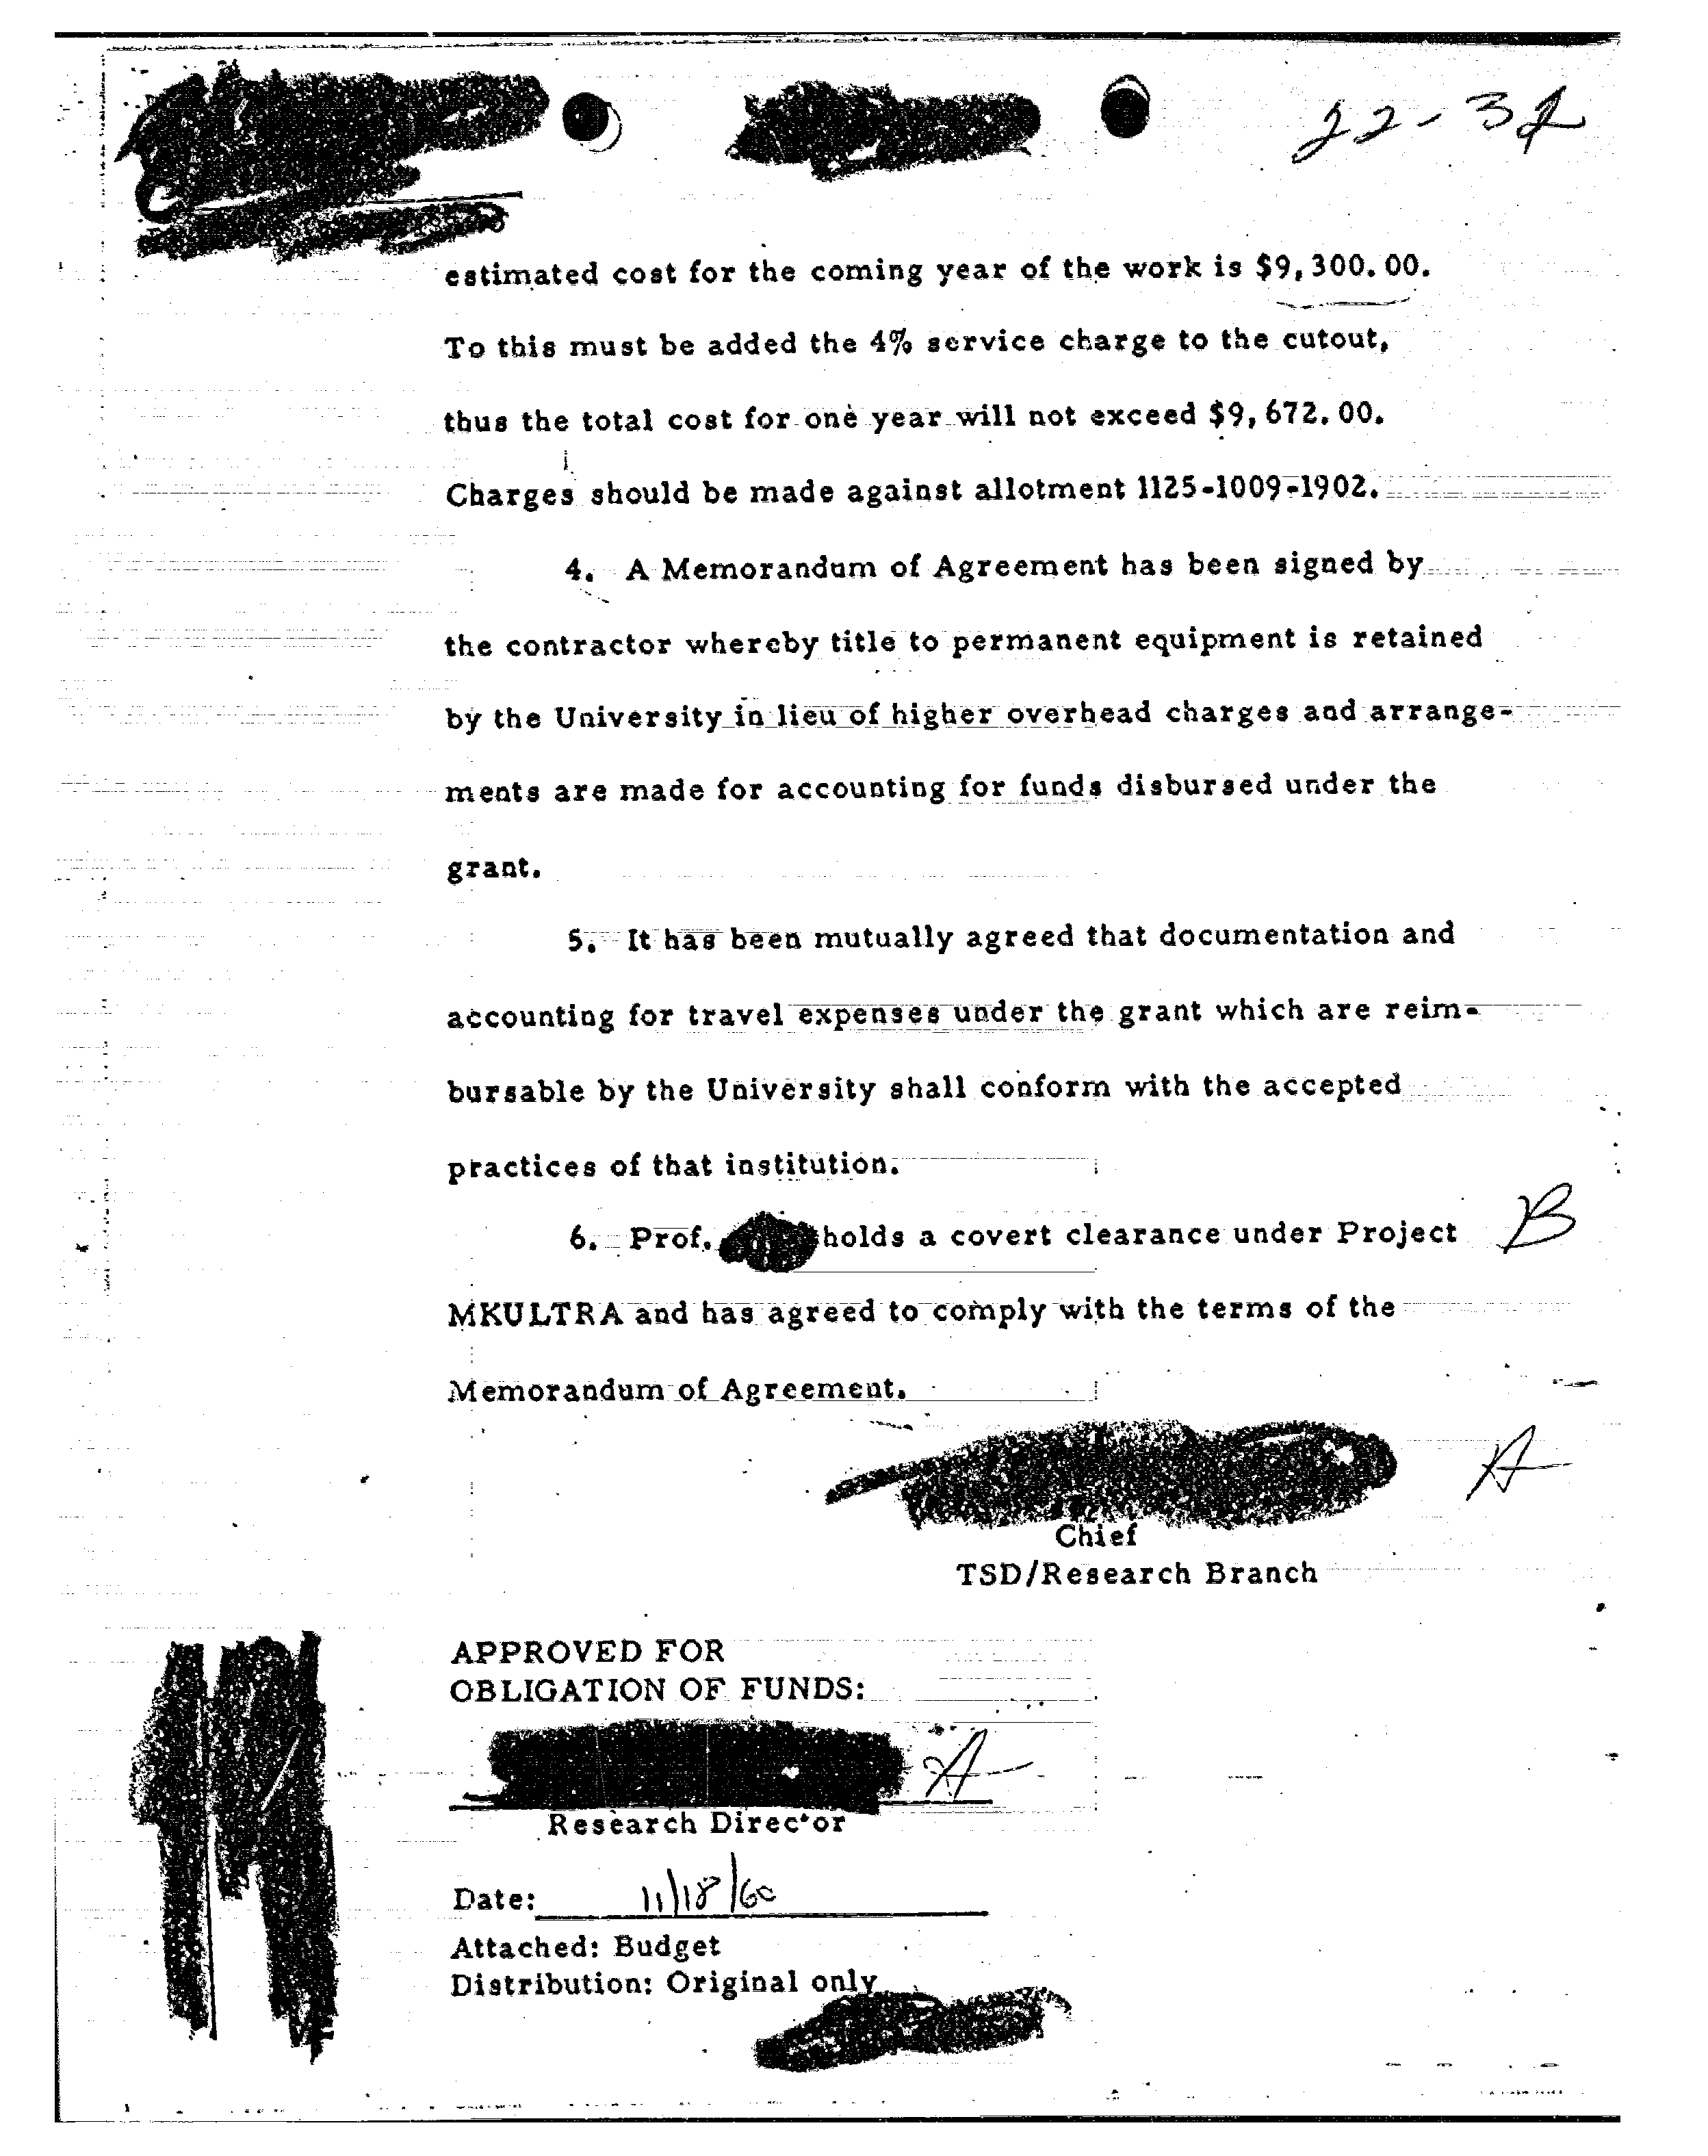 22-32
estimated cost for the coming year of the work is $9,300.00.
To this must be added the 4% service charge to the cutout,
thus the total cost for one year will not exceed $9,672.00.
Charges should be made against allotment 1125-1009-1902.
4. A Memorandum of Agreement has been signed by
the contractor whereby title to permanent equipment is retained
by the University in lieu of higher overhead charges and arrange-
ments are made for accounting for funds disbursed under the
grant.
5. It has been mutually agreed that documentation and
accounting for travel expenses under the grant which are reim-
bursable by the University shall conform with the accepted
practices of that institution.
6. Prof. holds a covert clearance under Project B
MKULTRA and has agreed to comply with the terms of the
Memorandum of Agreement.
A
Chief
TSD/Research Branch
APPROVED FOR
OBLIGATION OF FUNDS:
A
Research Director
Date: 11/18/60
Attached: Budget
Distribution: Original only